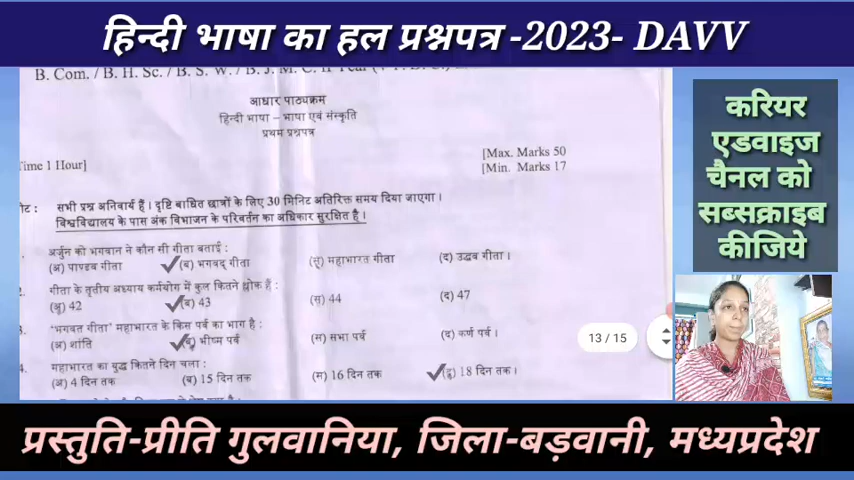 हिन्दी भाषा का हल प्रश्नपत्र -2023- DAVV
B. Com. / B. H. Sc. / B. S. W. / B. J. M. C. II Year
आधार पाठ्यक्रम
हिन्दी भाषा – भाषा एवं संस्कृति
प्रथम प्रश्नपत्र
ime 1 Hour]
[Max. Marks 50
[Min. Marks 17
सभी प्रश्न अनिवार्य हैं। दृष्टि बाधित छात्रों के लिए 30 मिनिट अतिरिक्त समय दिया जाएगा।
विश्वविद्यालय के पास अंक विभाजन के परिवर्तन का अधिकार सुरक्षित है।
अर्जुन को भगवान ने कौन सी गीता बताई :
(अ) पाण्डव गीता (ब) भगवद् गीता (स) महाभारत गीता (द) उद्धव गीता।
गीता के तृतीय अध्याय कर्मयोग में कुल कितने श्लोक हैं :
(अ) 42 (ब) 43 (स) 44 (द) 47
"भगवत गीता" महाभारत के किस पर्व का भाग है :
(अ) शांति (ब) भीष्म पर्व (स) सभा पर्व (द) कर्ण पर्व।
4. महाभारत का युद्ध कितने दिन चला :
(अ) 4 दिन तक (ब) 15 दिन तक (स) 16 दिन तक (द) 18 दिन तक।
13 / 15
करियर
एडवाइज
चैनल को
सब्सक्राइब
कीजिये
प्रस्तुति-प्रीति गुलवानिया, जिला-बड़वानी, मध्यप्रदेश